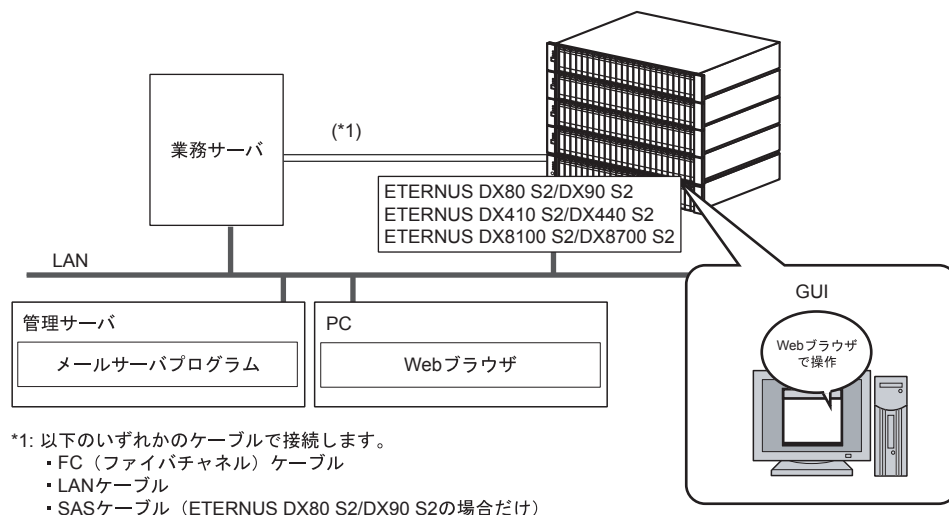 業務サーバ
(*1)
ETERNUS DX80 S2/DX90 S2
ETERNUS DX410 S2/DX440 S2
ETERNUS DX8100 S2/DX8700 S2
LAN
管理サーバ
メールサーバプログラム
PC
Webブラウザ
GUI
Webブラウザ
で操作
*1: 以下のいずれかのケーブルで接続します。
・FC（ファイバチャネル）ケーブル
・LANケーブル
・SASケーブル（ETERNUS DX80 S2/DX90 S2の場合だけ）